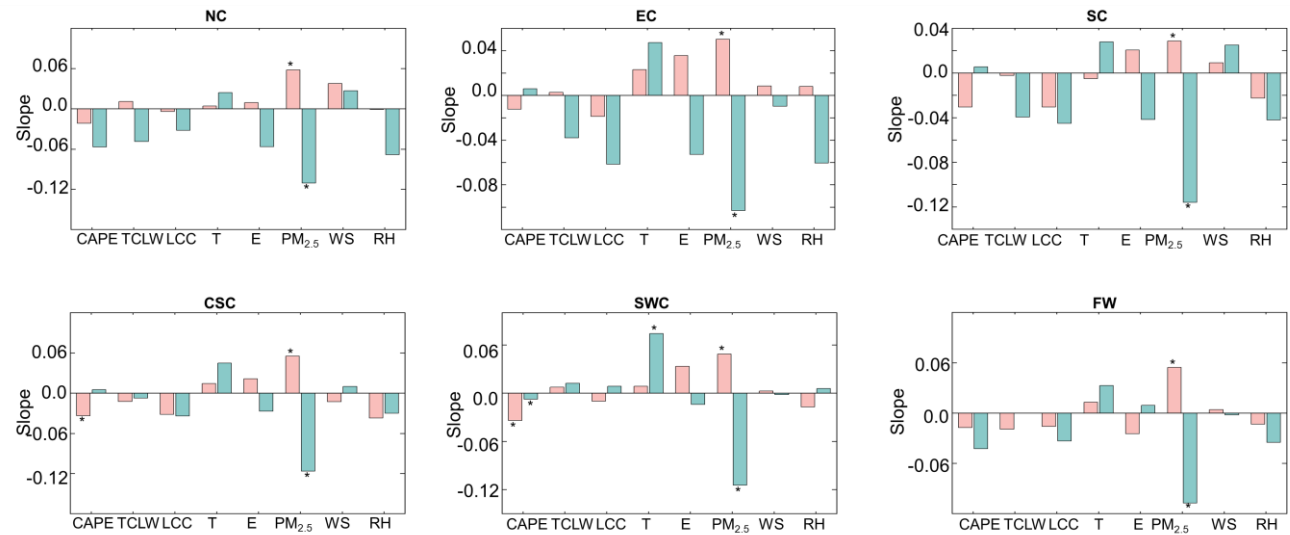 NC
Slope
0.06
0.0
-0.06
-0.12
*
*
CAPE TCLW LCC T E PM2.5 WS RH
EC
Slope
0.04
0.0
-0.04
-0.08
*
*
CAPE TCLW LCC T E PM2.5 WS RH
SC
Slope
0.04
0.0
-0.04
-0.08
-0.12
*
*
CAPE TCLW LCC T E PM2.5 WS RH
CSC
Slope
0.06
0.0
-0.06
-0.12
*
*
*
CAPE TCLW LCC T E PM2.5 WS RH
SWC
Slope
0.06
0.0
-0.06
-0.12
*
*
*
*
*
CAPE TCLW LCC T E PM2.5 WS RH
FW
Slope
0.06
0.0
-0.06
*
*
CAPE TCLW LCC T E PM2.5 WS RH